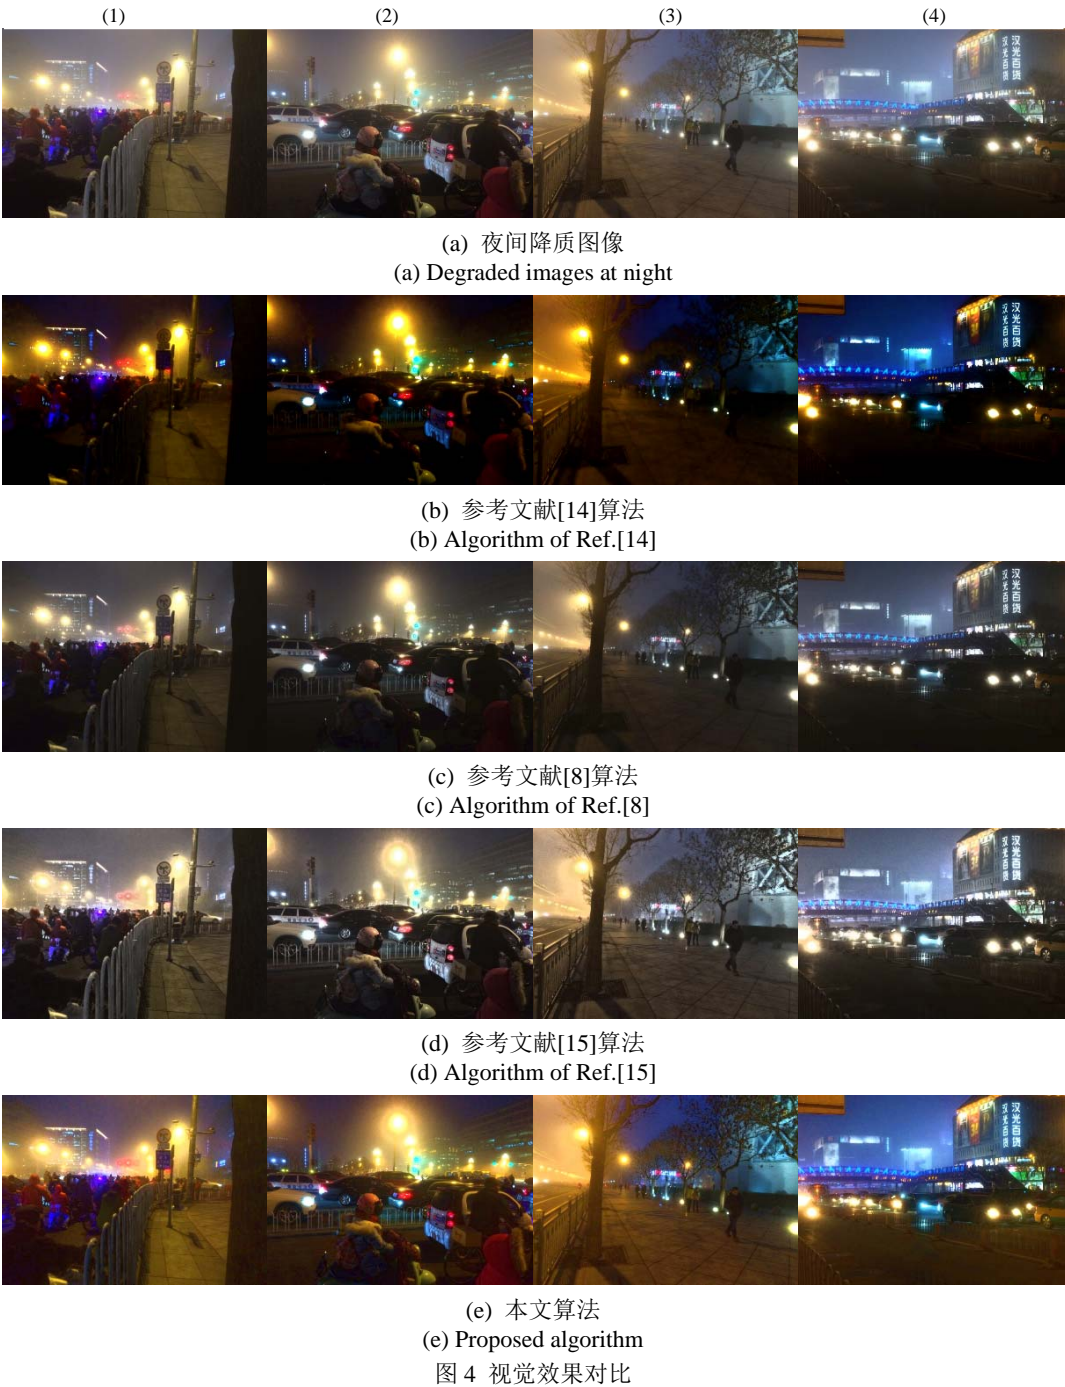 (1) (2) (3) (4)
汉光百货
(a) 夜间降质图像
(a) Degraded images at night
汉光百货
(b) 参考文献[14]算法
(b) Algorithm of Ref.[14]
汉光百货
(c) 参考文献[8]算法
(c) Algorithm of Ref.[8]
汉光百货
(d) 参考文献[15]算法
(d) Algorithm of Ref.[15]
汉光百货
(e) 本文算法
(e) Proposed algorithm
图 4 视觉效果对比